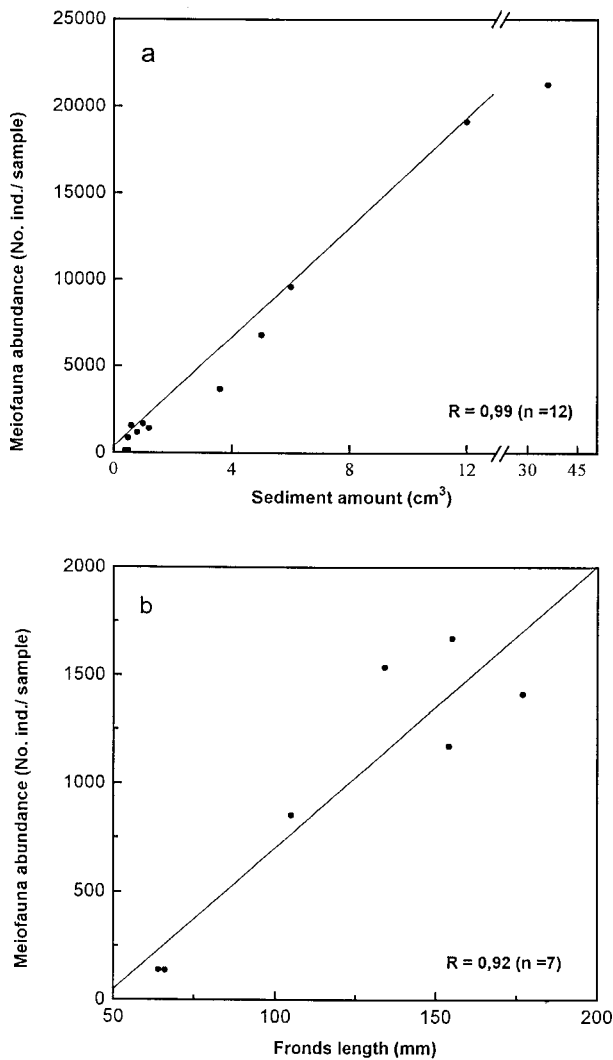 a
25000
20000
15000
10000
5000
0
Meiofauna abundance (No. ind./ sample)
R = 0,99 (n =12)
0 4 8 12 30 45
Sediment amount (cm³)
b
2000
1500
1000
500
0
Meiofauna abundance (No. ind./ sample)
R = 0,92 (n =7)
50 100 150 200
Fronds length (mm)